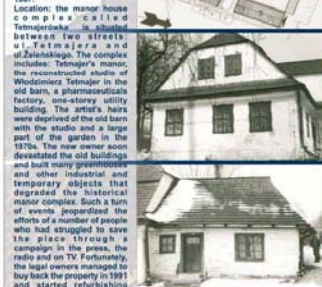 Location: the manor house
complex called
Tetmajerówka is situated
between two streets:
ul. Tetmajera and
ul.Żeleńskiego. The complex
includes: Tetmajer's manor,
the reconstructed studio of
Włodzimierz Tetmajer in the
old barn, a pharmaceuticals
factory, one-storey utility
building. The artist's heirs
were deprived of the old barn
with the studio and a large
part of the garden in the
1970s. The new owner soon
devastated the old buildings
and built many greenhouses
and other industrial and
temporary objects that
degraded the historical
manor complex. Such a turn
of events jeopardized the
efforts of a number of people
who had struggled to save
the place through a
campaign in the press, the
radio and on TV. Fortunately,
the legal owners managed to
buy back the property in 1991
and started refurbishing